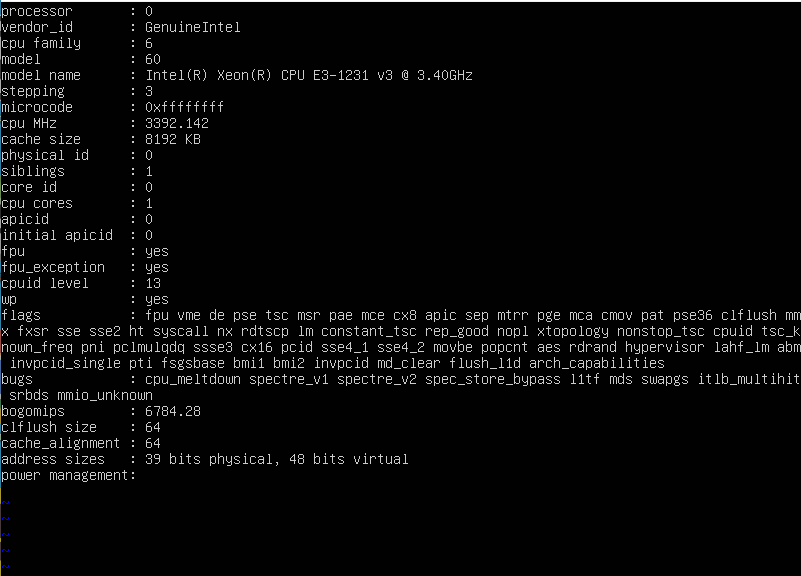 processor : 0
vendor_id : GenuineIntel
cpu family : 6
model : 60
model name : Intel(R) Xeon(R) CPU E3-1231 v3 @ 3.40GHz
stepping : 3
microcode : 0xffffffff
cpu MHz : 3392.142
cache size : 8192 KB
physical id : 0
siblings : 1
core id : 0
cpu cores : 1
apicid : 0
initial apicid : 0
fpu : yes
fpu_exception : yes
cpuid level : 13
wp : yes
flags : fpu vme de pse tsc msr pae mce cx8 apic sep mtrr pge mca cmov pat pse36 clflush mm
x fxsr sse sse2 ht syscall nx rdtscp lm constant_tsc rep_good nopl xtopology nonstop_tsc cpuid tsc_k
nown_freq pni pclmulqdq ssse3 cx16 pcid sse4_1 sse4_2 movbe popcnt aes rdrand hypervisor lahf_lm abm
invpcid_single pti fsgsbase bmi1 bmi2 invpcid md_clear flush_l1d arch_capabilities
bugs : cpu_meltdown spectre_v1 spectre_v2 spec_store_bypass l1tf mds swapgs itlb_multihit
srbds mmio_unknown
bogomips : 6784.28
clflush size : 64
cache_alignment : 64
address sizes : 39 bits physical, 48 bits virtual
power management:
~
~
~
~
~